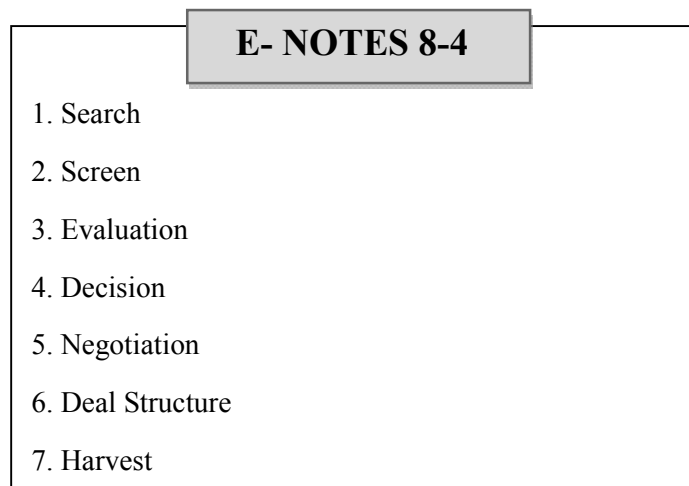 E- NOTES 8-4
1. Search
2. Screen
3. Evaluation
4. Decision
5. Negotiation
6. Deal Structure
7. Harvest